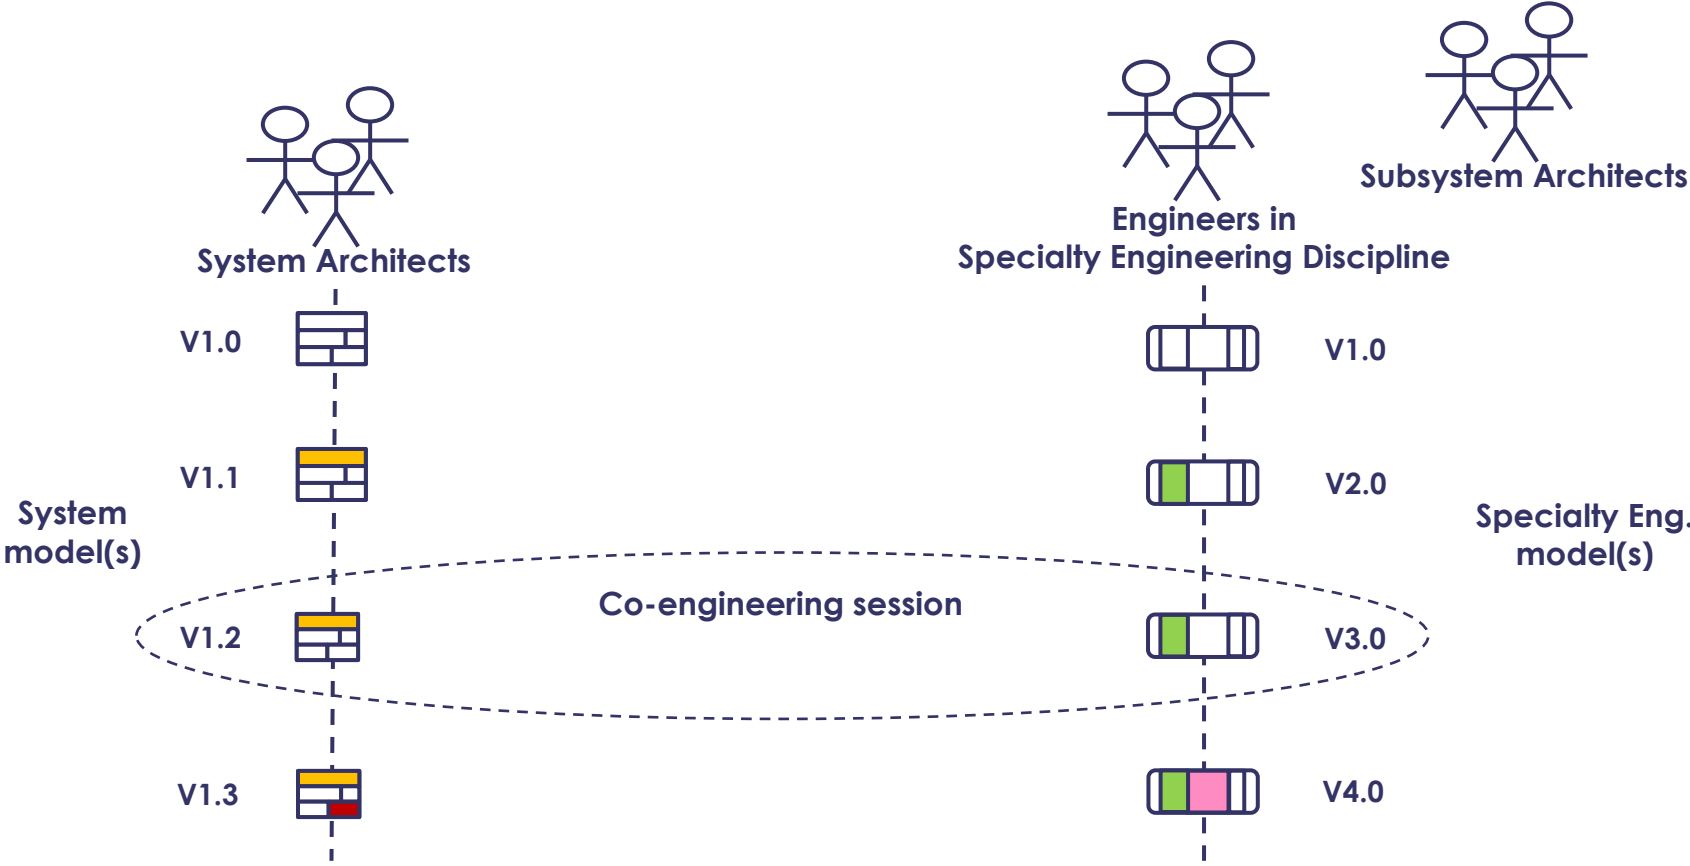 Subsystem Architects
Engineers in
Specialty Engineering Discipline
System Architects
V1.0
V1.0
V1.1
V2.0
System
model(s)
Specialty Eng.
model(s)
Co-engineering session
V1.2
V3.0
V1.3
V4.0